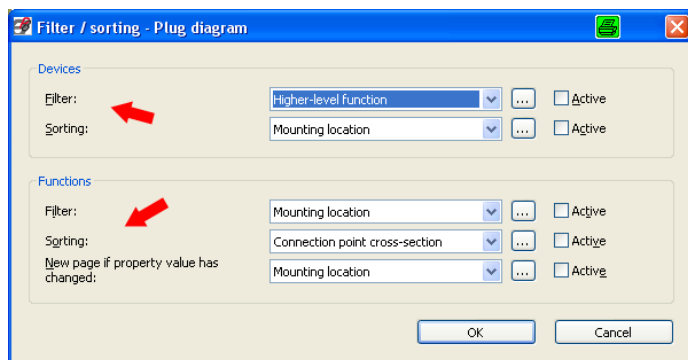 Filter / sorting - Plug diagram
Devices
Filter: Higher-level function ... Active
Sorting: Mounting location ... Active
Functions
Filter: Mounting location ... Active
Sorting: Connection point cross-section ... Active
New page if property value has
changed: Mounting location ... Active
OK Cancel